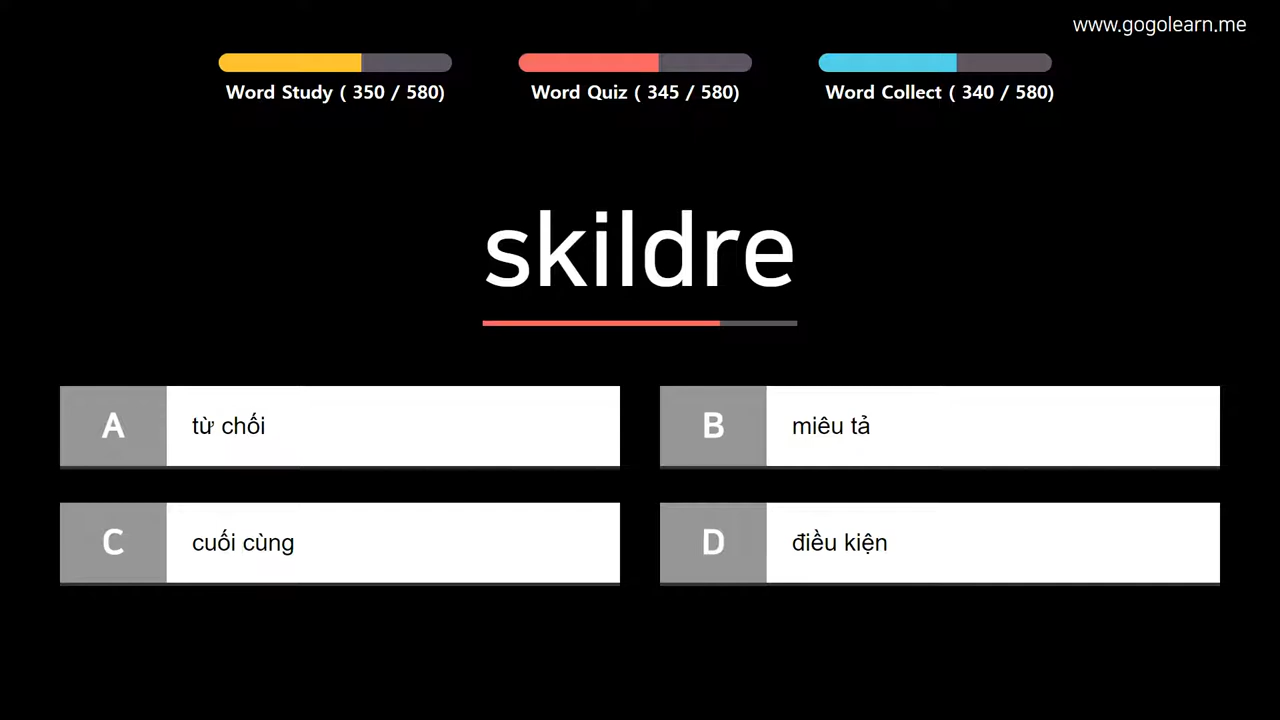 www.gogolearn.me
Word Study ( 350 / 580)
Word Quiz ( 345 / 580)
Word Collect ( 340 / 580)
skildre
A từ chối
B miêu tả
C cuối cùng
D điều kiện